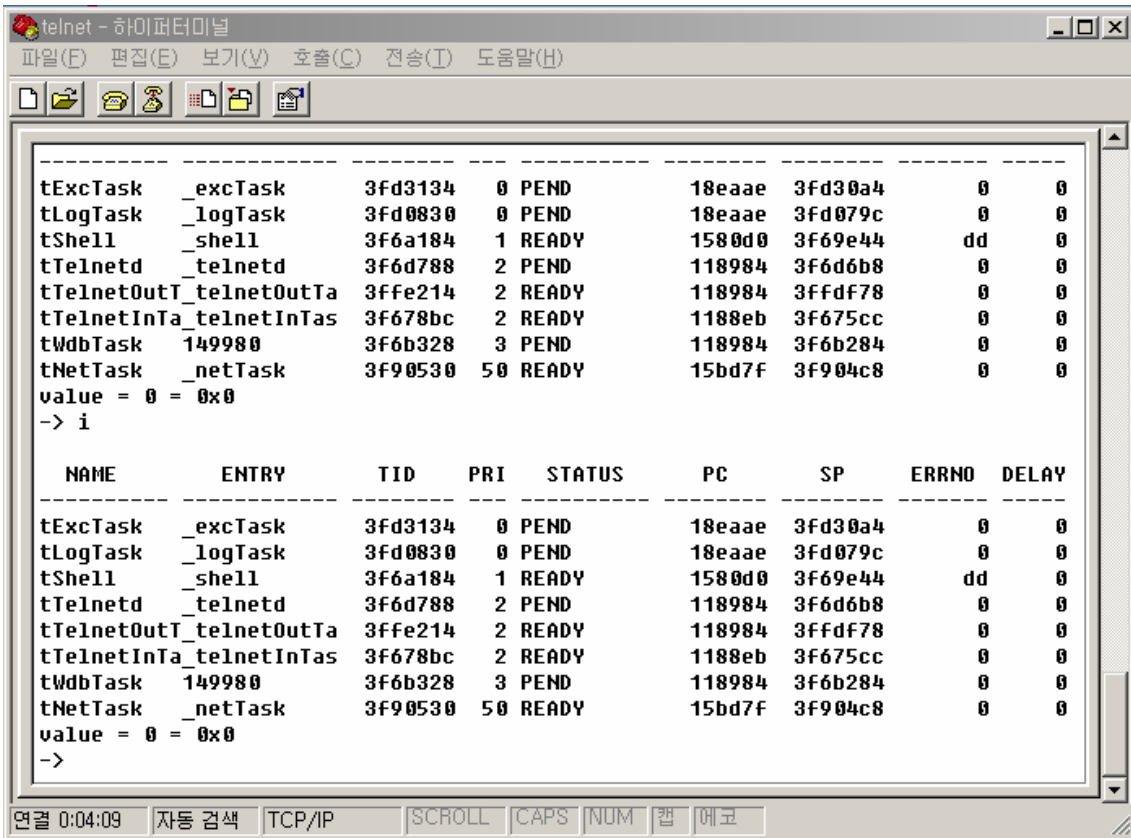 telnet - 하이퍼터미널
파일(F) 편집(E) 보기(V) 호출(C) 전송(T) 도움말(H)
---------- ------------ -------- --- ---------- -------- -------- ------- -----
tExcTask   _excTask     3fd3134   0 PEND         18eaae  3fd30a4       0     0
tLogTask   _logTask     3fd0830   0 PEND         18eaae  3fd079c       0     0
tShell     _shell       3f6a184   1 READY        1580d0  3f69e44      dd     0
tTelnetd   _telnetd     3f6d788   2 PEND         118984  3f6d6b8       0     0
tTelnetOutT_telnetOutTa 3ffe214   2 READY        118984  3ffdf78       0     0
tTelnetInTa_telnetInTas 3f678bc   2 READY        1188eb  3f675cc       0     0
tWdbTask   149980       3f6b328   3 PEND         118984  3f6b284       0     0
tNetTask   _netTask     3f90530  50 READY        15bd7f  3f904c8       0     0
value = 0 = 0x0
-> i
  NAME        ENTRY       TID    PRI   STATUS      PC       SP     ERRNO  DELAY
---------- ------------ -------- --- ---------- -------- -------- ------- -----
tExcTask   _excTask     3fd3134   0 PEND         18eaae  3fd30a4       0     0
tLogTask   _logTask     3fd0830   0 PEND         18eaae  3fd079c       0     0
tShell     _shell       3f6a184   1 READY        1580d0  3f69e44      dd     0
tTelnetd   _telnetd     3f6d788   2 PEND         118984  3f6d6b8       0     0
tTelnetOutT_telnetOutTa 3ffe214   2 READY        118984  3ffdf78       0     0
tTelnetInTa_telnetInTas 3f678bc   2 READY        1188eb  3f675cc       0     0
tWdbTask   149980       3f6b328   3 PEND         118984  3f6b284       0     0
tNetTask   _netTask     3f90530  50 READY        15bd7f  3f904c8       0     0
value = 0 = 0x0
->
연결 0:04:09 자동 검색 TCP/IP SCROLL CAPS NUM 캡 에코